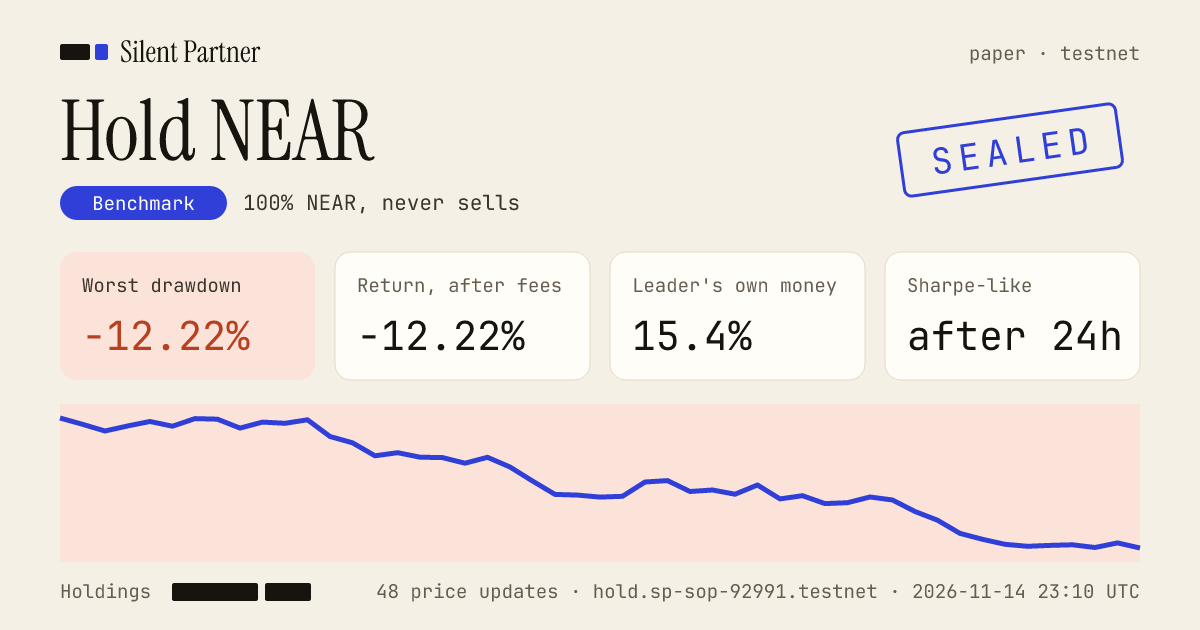 Silent Partner
paper · testnet
Hold NEAR
SEALED
Benchmark
100% NEAR, never sells
Worst drawdown
-12.22%
Return, after fees
-12.22%
Leader's own money
15.4%
Sharpe-like
after 24h
Holdings
48 price updates · hold.sp-sop-92991.testnet · 2026-11-14 23:10 UTC